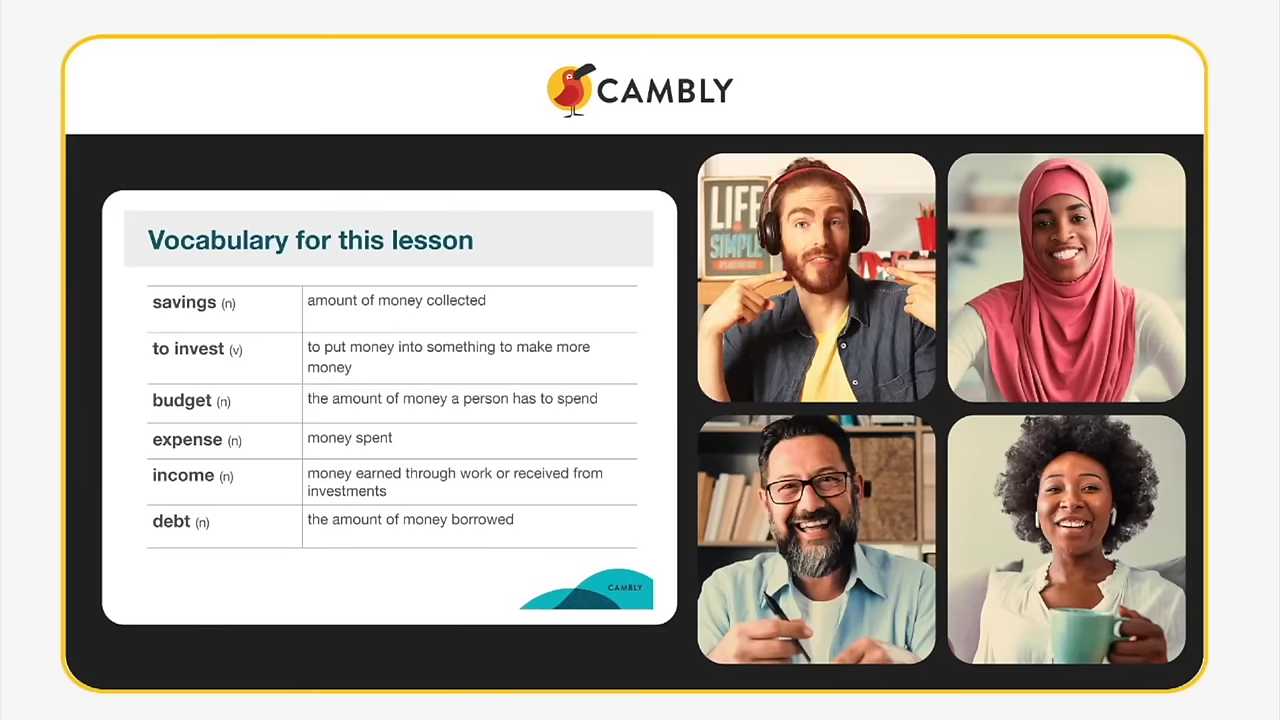 CAMBLY
Vocabulary for this lesson
savings (n)
amount of money collected
to invest (v)
to put money into something to make more
money
budget (n)
the amount of money a person has to spend
expense (n)
money spent
income (n)
money earned through work or received from
investments
debt (n)
the amount of money borrowed
CAMBLY
LIFE
SIMPLE